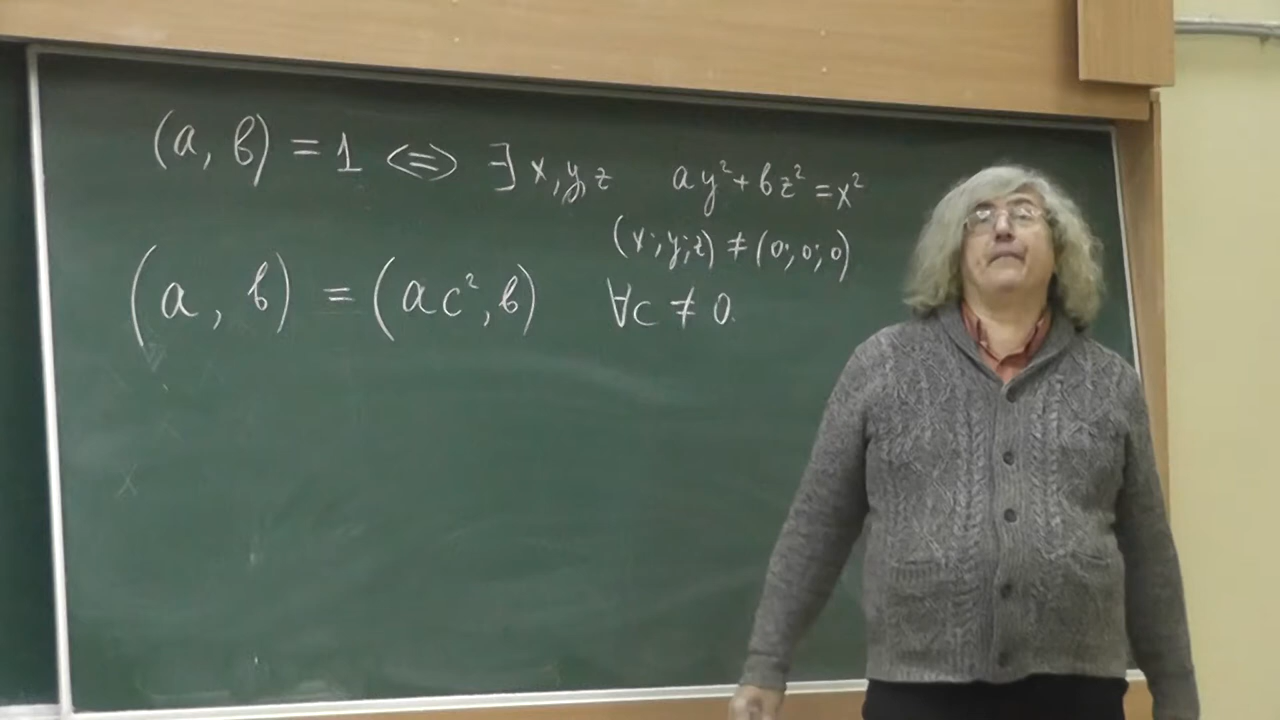 (a, b) = 1 <=> ∃ x, y, z ay² + bz² = x²
(x; y; z) ≠ (0; 0; 0)
(a, b) = (ac², b) ∀c ≠ 0.